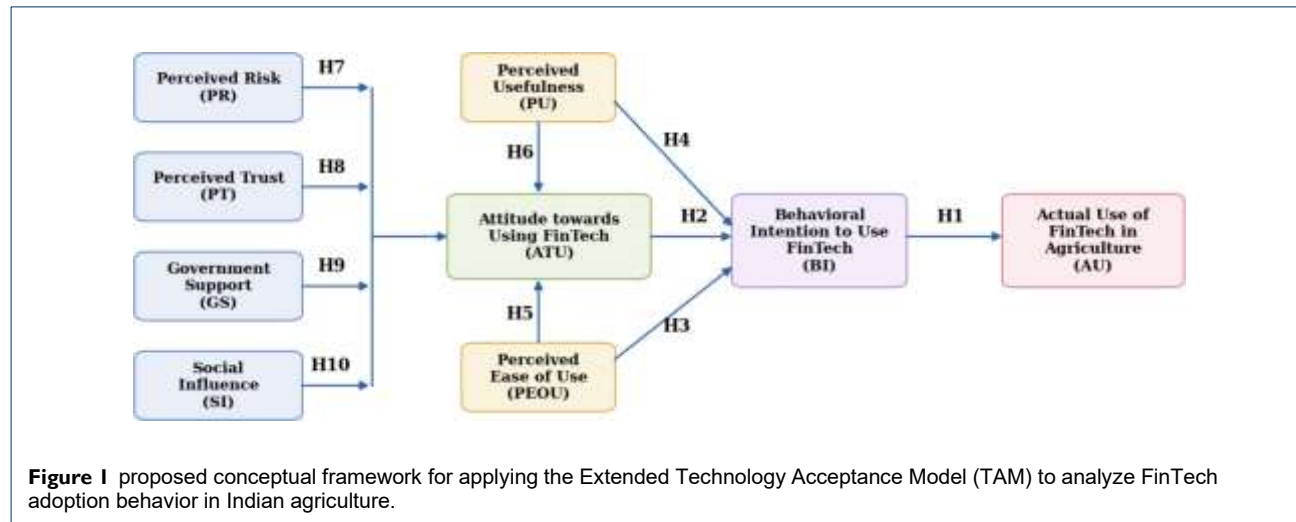 Perceived Risk
(PR)
H7
Perceived Trust
(PT)
H8
Government
Support
(GS)
H9
Social
Influence
(SI)
H10
Perceived
Usefulness
(PU)
H6
H4
Attitude towards
Using FinTech
(ATU)
H2
H5
H3
Perceived
Ease of Use
(PEOU)
Behavioral
Intention to Use
FinTech
(BI)
H1
Actual Use of
FinTech in
Agriculture
(AU)
Figure 1 proposed conceptual framework for applying the Extended Technology Acceptance Model (TAM) to analyze FinTech
adoption behavior in Indian agriculture.